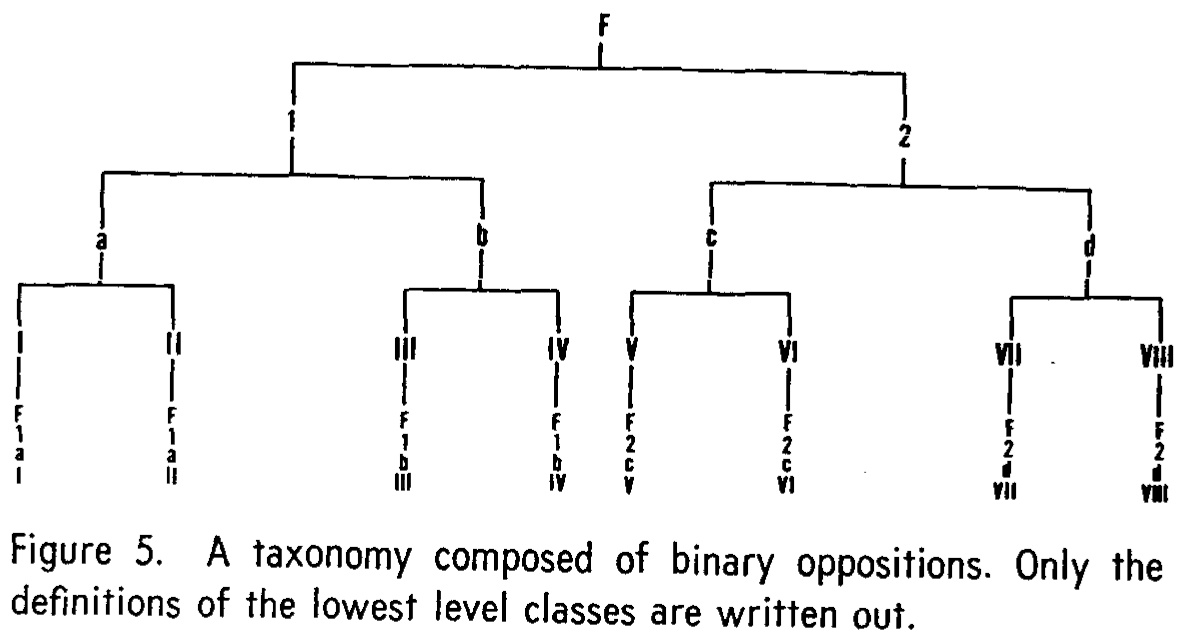 F
1 2
a b c d
I II III IV V VI VII VIII
F F F F F F F F
1 1 1 1 2 2 2 2
a a b b c c d d
I II III IV V VI VII VIII
Figure 5. A taxonomy composed of binary oppositions. Only the
definitions of the lowest level classes are written out.